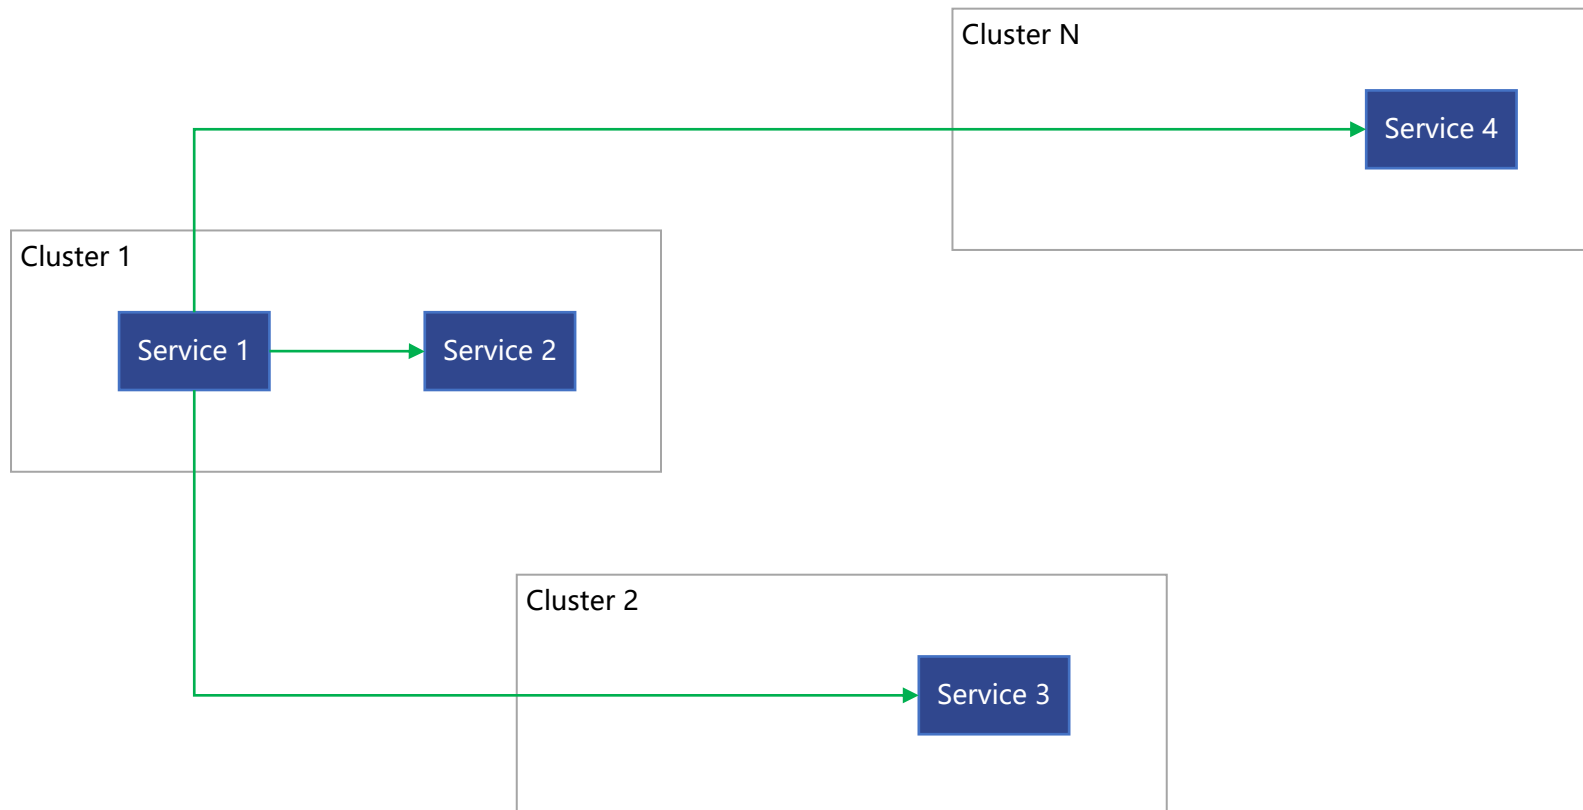 Cluster N
Service 4
Cluster 1
Service 1
Service 2
Cluster 2
Service 3